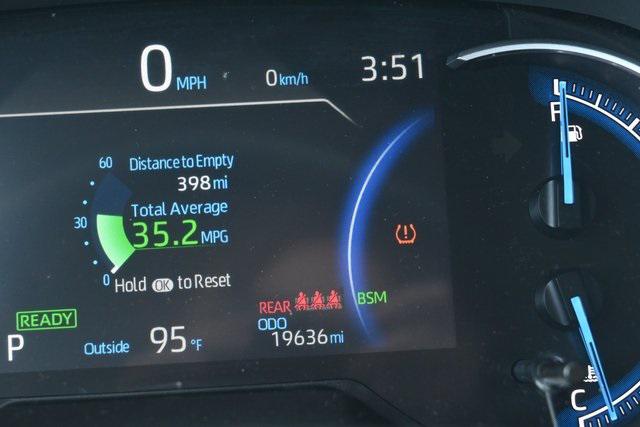 0 MPH 0 km/h 3:51
F
60 Distance to Empty
398 mi
Total Average
30 35.2 MPG
0 Hold OK to Reset
REAR BSM
READY ODO
P Outside 95 °F 19636 mi
C